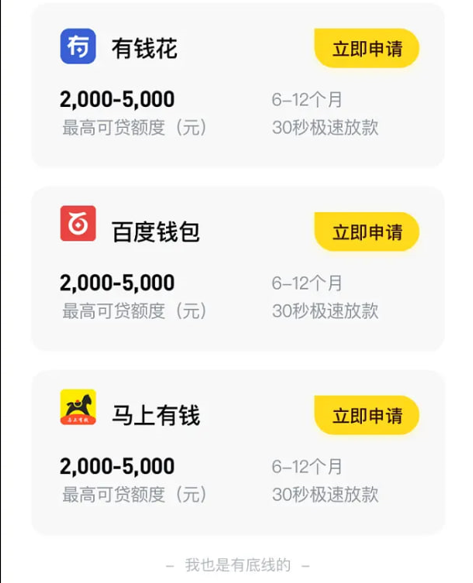 有
有钱花
立即申请
2,000-5,000
6-12个月
最高可贷额度（元）
30秒极速放款
百度钱包
立即申请
2,000-5,000
6-12个月
最高可贷额度（元）
30秒极速放款
马上有钱
马上有钱
立即申请
2,000-5,000
6-12个月
最高可贷额度（元）
30秒极速放款
– 我也是有底线的 –